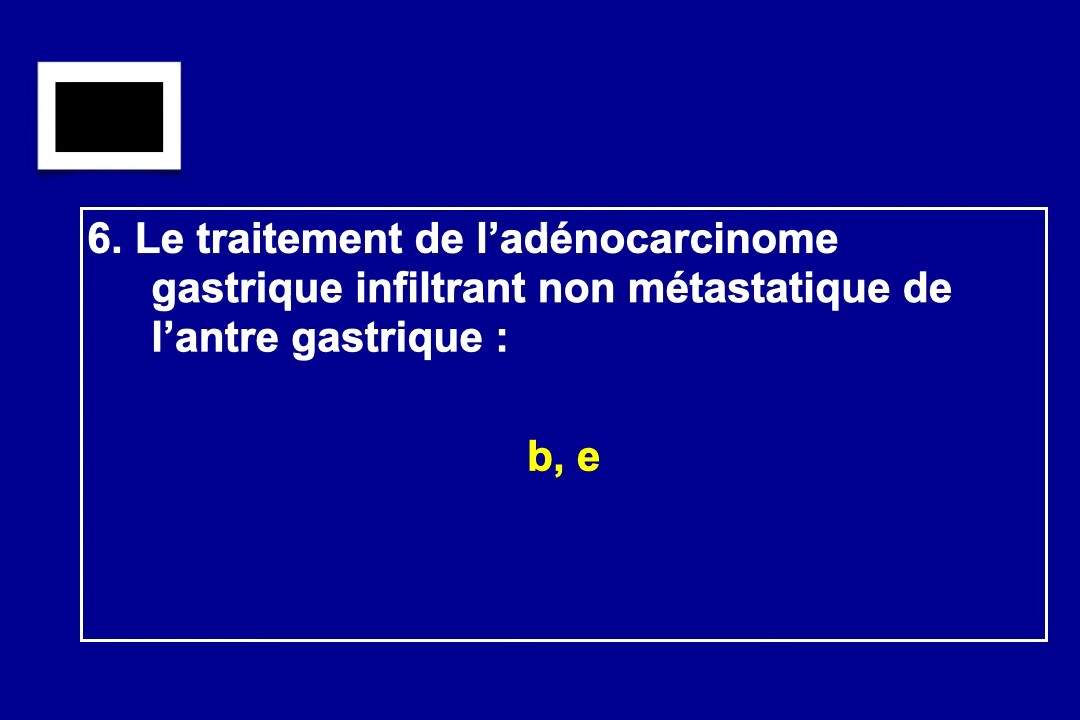 6. Le traitement de l’adénocarcinome
gastrique infiltrant non métastatique de
l’antre gastrique :
b, e